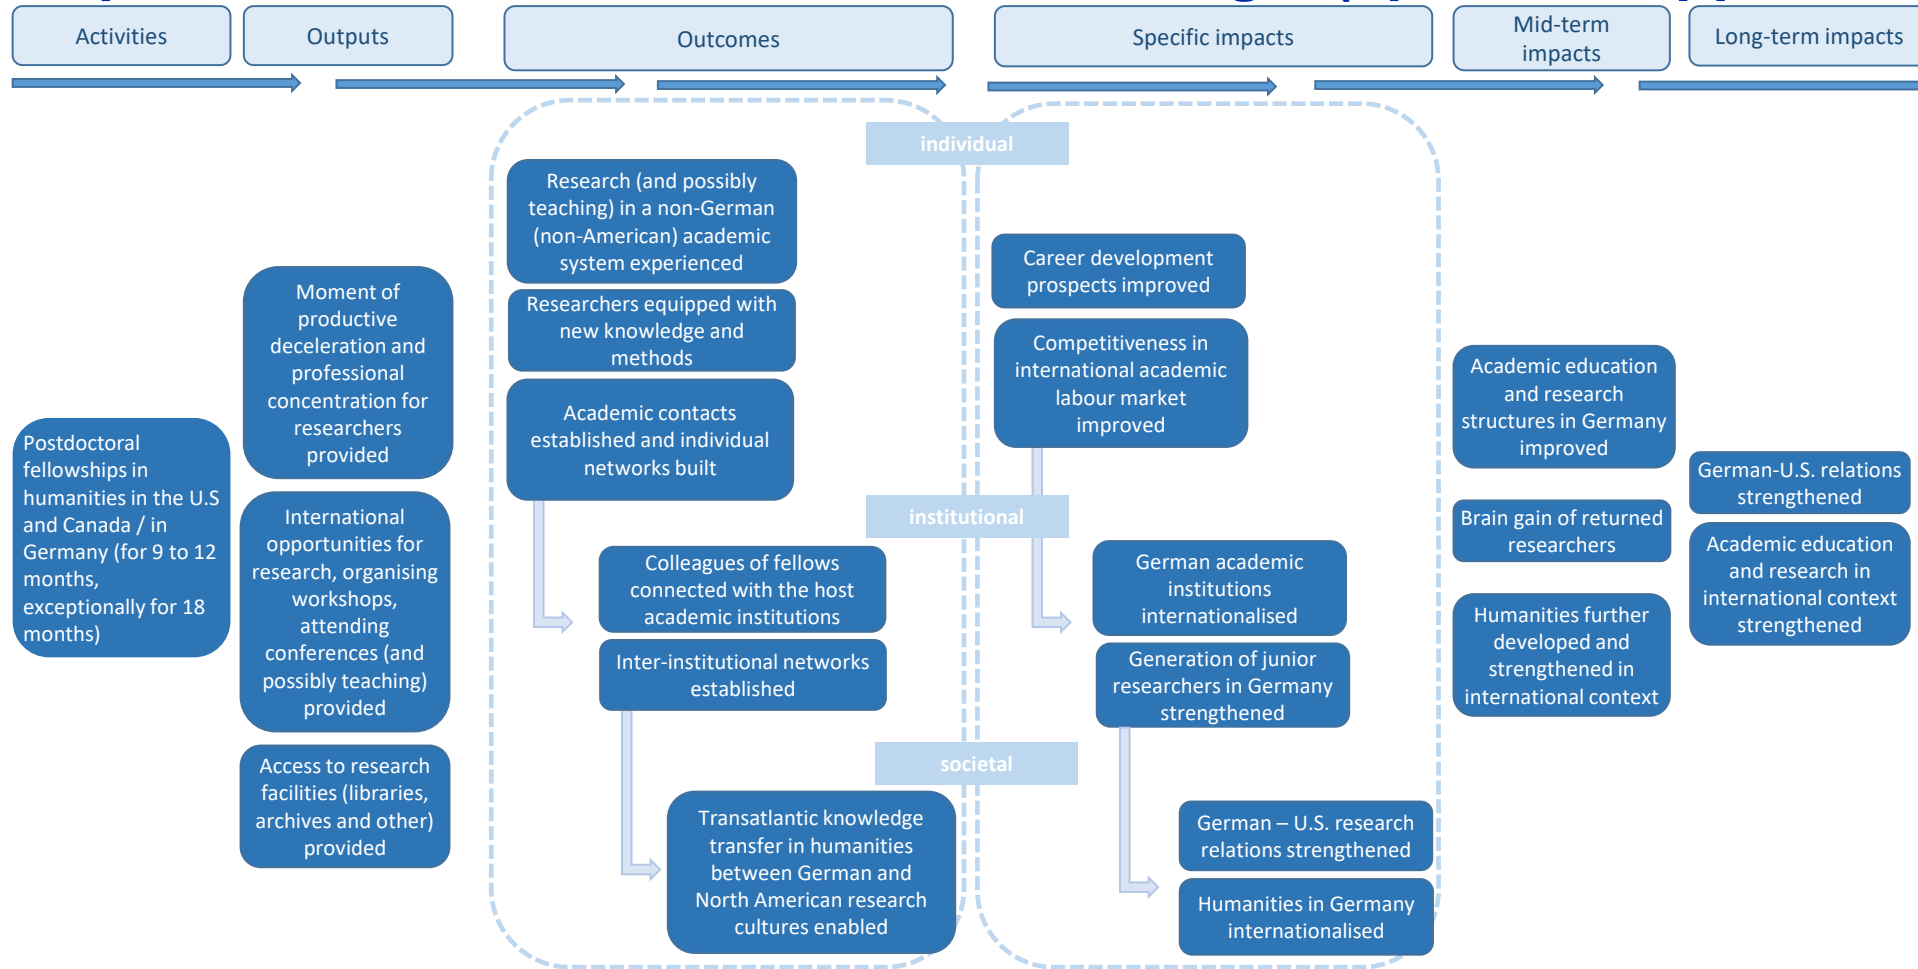 Activities
Outputs
Outcomes
Specific impacts
Mid-term
impacts
Long-term impacts
individual
Research (and possibly
teaching) in a non-German
(non-American) academic
system experienced
Researchers equipped with
new knowledge and
methods
Academic contacts
established and individual
networks built
Career development
prospects improved
Competitiveness in
international academic
labour market
improved
Moment of
productive
deceleration and
professional
concentration for
researchers
provided
Postdoctoral
fellowships in
humanities in the U.S
and Canada / in
Germany (for 9 to 12
months,
exceptionally for 18
months)
International
opportunities for
research, organising
workshops,
attending
conferences (and
possibly teaching)
provided
Access to research
facilities (libraries,
archives and other)
provided
institutional
Colleagues of fellows
connected with the host
academic institutions
Inter-institutional networks
established
German academic
institutions
internationalised
Generation of junior
researchers in Germany
strengthened
societal
Transatlantic knowledge
transfer in humanities
between German and
North American research
cultures enabled
German – U.S. research
relations strengthened
Humanities in Germany
internationalised
Academic education
and research
structures in Germany
improved
Brain gain of returned
researchers
Humanities further
developed and
strengthened in
international context
German-U.S. relations
strengthened
Academic education
and research in
international context
strengthened